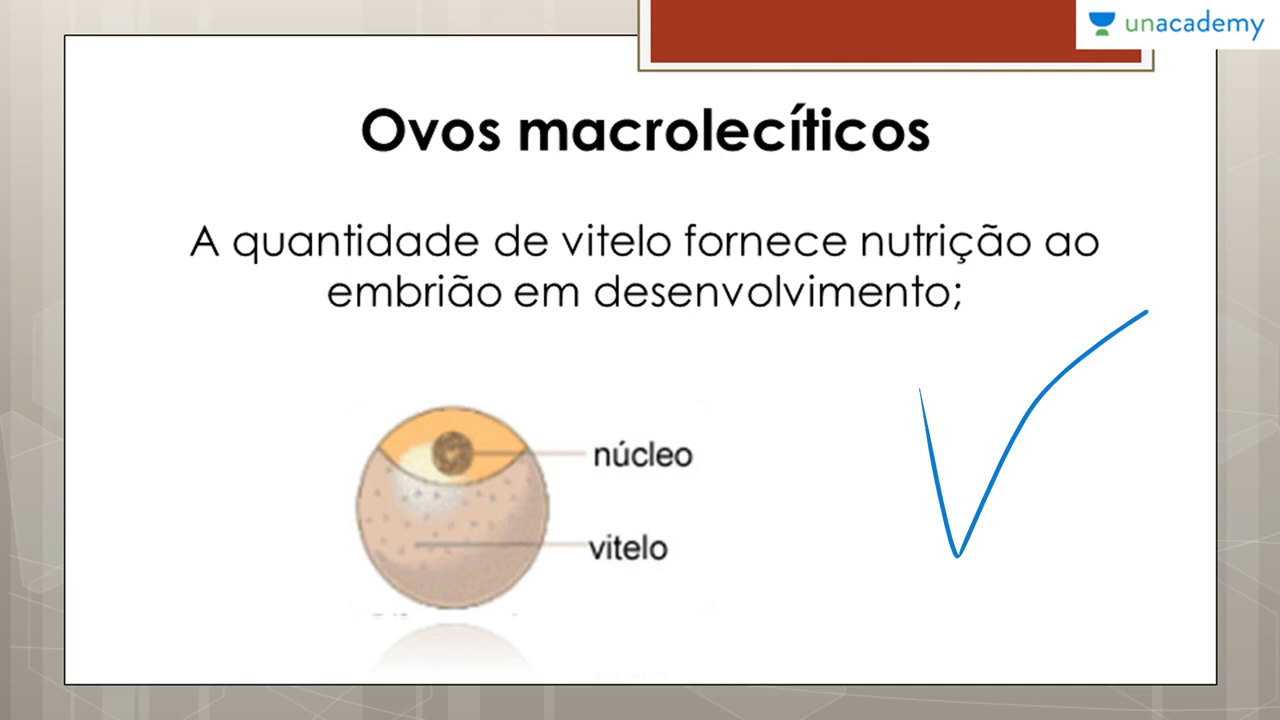 unacademy
Ovos macrolecíticos
A quantidade de vitelo fornece nutrição ao
embrião em desenvolvimento;
núcleo
vitelo